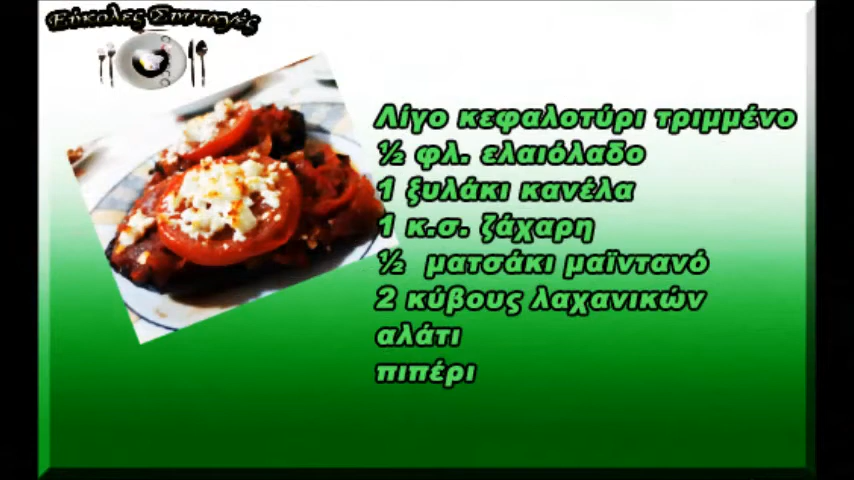 Εύκολες Συνταγές
Λίγο κεφαλοτύρι τριμμένο
½ φλ. ελαιόλαδο
1 ξυλάκι κανέλα
1 κ.σ. ζάχαρη
½ ματσάκι μαϊντανό
2 κύβους λαχανικών
αλάτι
πιπέρι